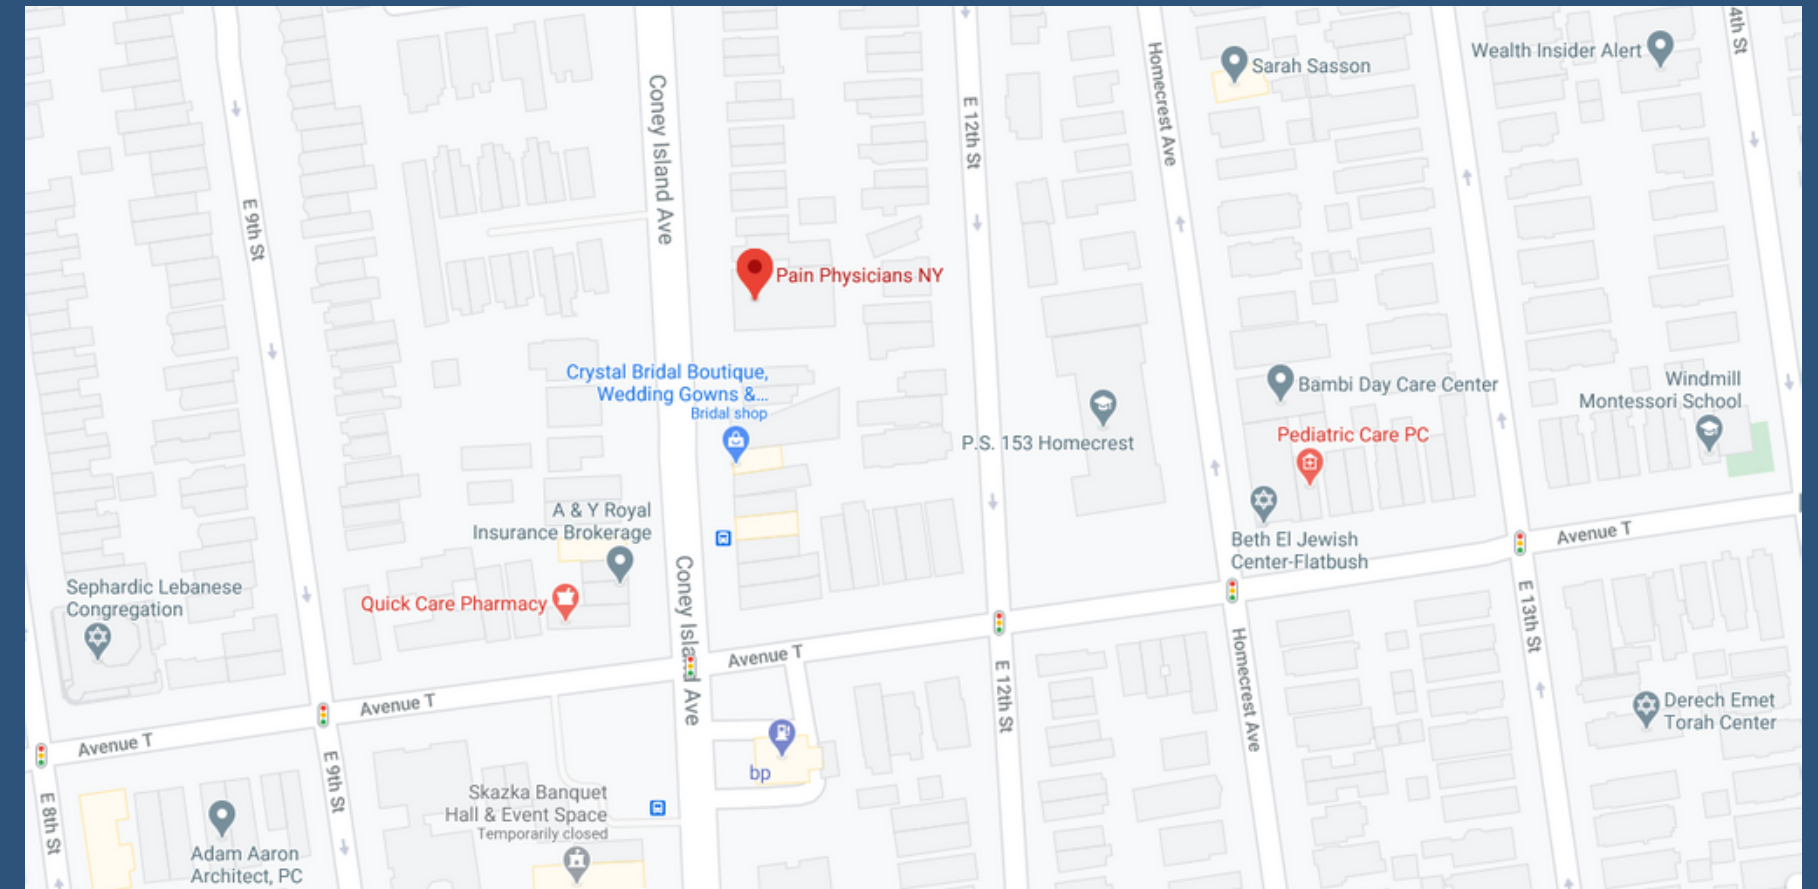 4th St
Wealth Insider Alert
Sarah Sasson
Homecrest Ave
Coney Island Ave
E 12th St
E 9th St
Pain Physicians NY
Crystal Bridal Boutique,
Wedding Gowns &...
Bridal shop
Bambi Day Care Center
Windmill
Montessori School
P.S. 153 Homecrest
Pediatric Care PC
A & Y Royal
Insurance Brokerage
Beth El Jewish
Center-Flatbush
Avenue T
Sephardic Lebanese
Congregation
Quick Care Pharmacy
Coney Island Ave
E 13th St
Avenue T
Avenue T
Avenue T
E 12th St
Homecrest Ave
Derech Emet
Torah Center
E 9th St
bp
Skazka Banquet
Hall & Event Space
Temporarily closed
E 8th St
Adam Aaron
Architect, PC